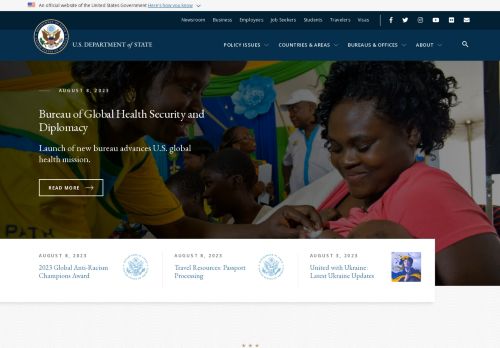 An official website of the United States Government Here's how you know
Newsroom Business Employees Job Seekers Students Travelers Visas
U.S. DEPARTMENT of STATE
POLICY ISSUES COUNTRIES & AREAS BUREAUS & OFFICES ABOUT
AUGUST 8, 2023
Bureau of Global Health Security and
Diplomacy
Launch of new bureau advances U.S. global
health mission.
READ MORE
AUGUST 8, 2023
2023 Global Anti-Racism
Champions Award
AUGUST 8, 2023
Travel Resources: Passport
Processing
AUGUST 3, 2023
United with Ukraine:
Latest Ukraine Updates